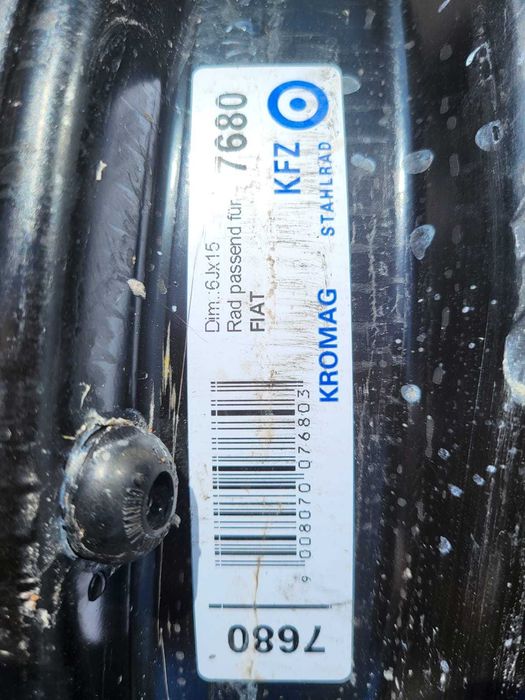 Dim.:6Jx15
Rad passend für
FIAT
7680
KFZ
STAHLRAD
KROMAG
9 008070 076803
7680